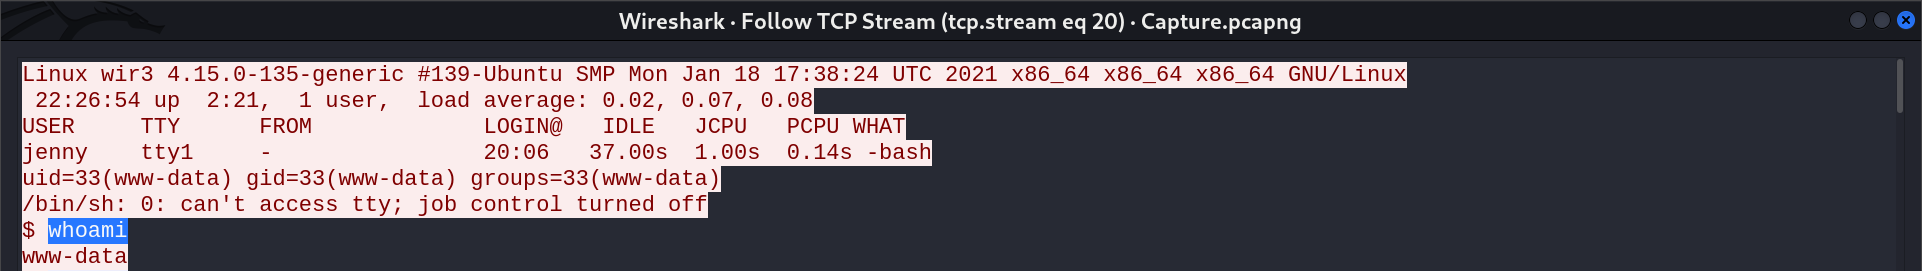 Wireshark · Follow TCP Stream (tcp.stream eq 20) · Capture.pcapng
Linux wir3 4.15.0-135-generic #139-Ubuntu SMP Mon Jan 18 17:38:24 UTC 2021 x86_64 x86_64 x86_64 GNU/Linux
 22:26:54 up  2:21,  1 user,  load average: 0.02, 0.07, 0.08
USER     TTY      FROM             LOGIN@   IDLE   JCPU   PCPU WHAT
jenny    tty1     -                20:06   37.00s  1.00s  0.14s -bash
uid=33(www-data) gid=33(www-data) groups=33(www-data)
/bin/sh: 0: can't access tty; job control turned off
$ whoami
www-data